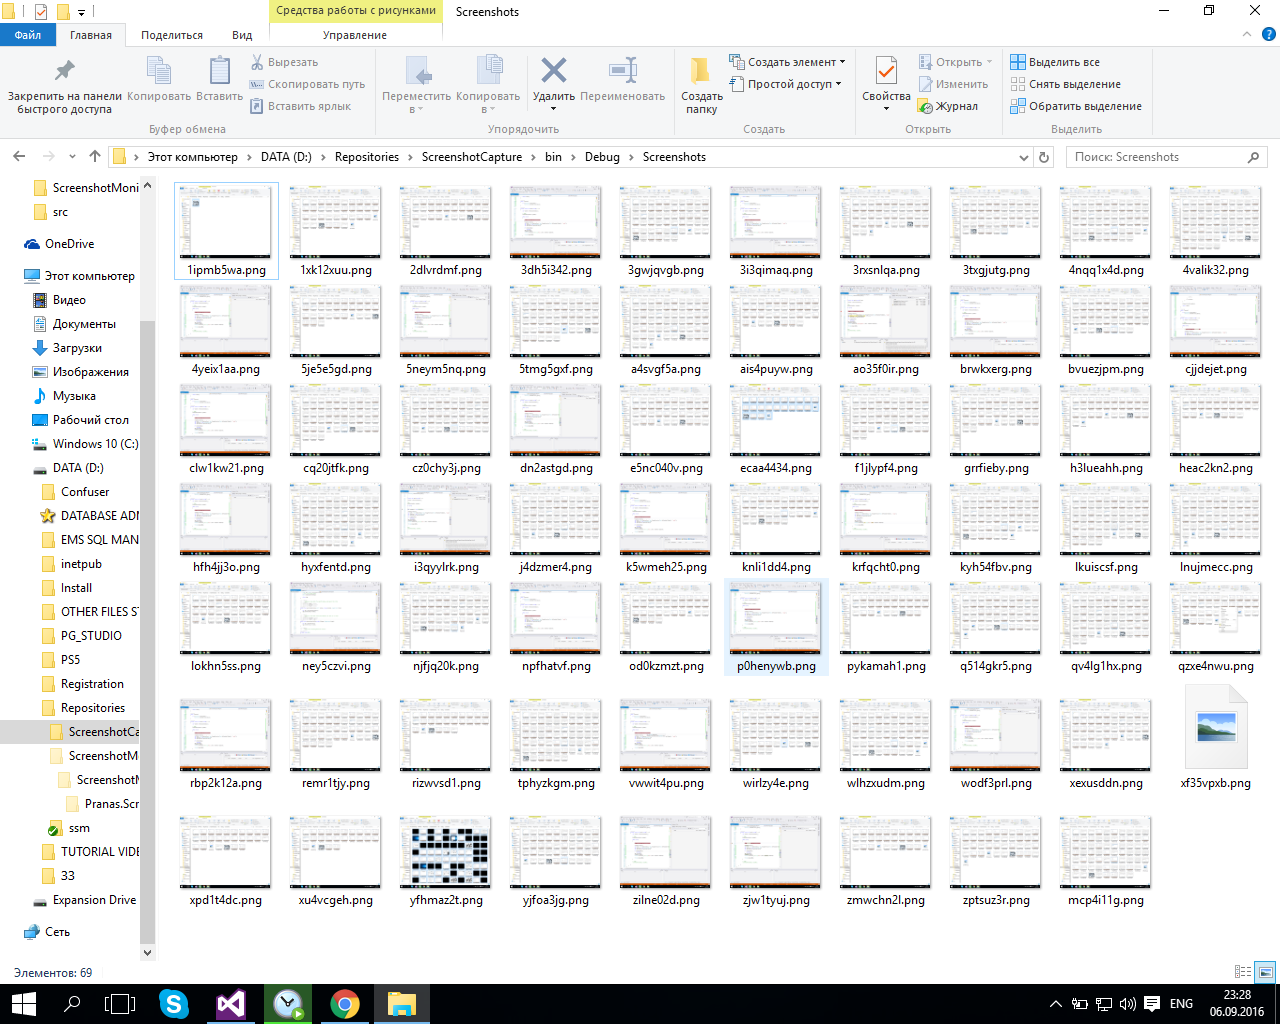 Средства работы с рисунками
Screenshots
Файл
Главная
Поделиться
Вид
Управление
Закрепить на панели быстрого доступа
Копировать
Вставить
Вырезать
Скопировать путь
Вставить ярлык
Переместить в
Копировать в
Удалить
Переименовать
Создать папку
Создать элемент
Простой доступ
Свойства
Открыть
Изменить
Журнал
Выделить все
Снять выделение
Обратить выделение
Буфер обмена
Упорядочить
Создать
Открыть
Выделить
Этот компьютер
DATA (D:)
Repositories
ScreenshotCapture
bin
Debug
Screenshots
Поиск: Screenshots
ScreenshotMoni
src
OneDrive
Этот компьютер
Видео
Документы
Загрузки
Изображения
Музыка
Рабочий стол
Windows 10 (C:)
DATA (D:)
Confuser
DATABASE ADM
EMS SQL MAN
inetpub
Install
OTHER FILES ST
PG_STUDIO
PS5
Registration
Repositories
ScreenshotCa
ScreenshotM
Screenshot
Pranas.Scr
ssm
TUTORIAL VIDE
33
Expansion Drive
Сеть
1ipmb5wa.png 1xk12xuu.png 2dlvrdmf.png 3dh5i342.png 3gwjqvgb.png 3i3qimaq.png 3rxsnlqa.png 3txgjutg.png 4nqq1x4d.png 4valik32.png
4yeix1aa.png 5je5e5gd.png 5neym5nq.png 5tmg5gxf.png a4svgf5a.png ais4puyw.png ao35f0ir.png brwkxerg.png bvuezjpm.png cjjdejet.png
clw1kw21.png cq20jtfk.png cz0chy3j.png dn2astgd.png e5nc040v.png ecaa4434.png f1jlypf4.png grrfieby.png h3lueahh.png heac2kn2.png
hfh4jj3o.png hyxfentd.png i3qyylrk.png j4dzmer4.png k5wmeh25.png knli1dd4.png krfqcht0.png kyh54fbv.png lkuiscsf.png lnujmecc.png
lokhn5ss.png ney5czvi.png njfjq20k.png npfhatvf.png od0kzmzt.png p0henywb.png pykamah1.png q514gkr5.png qv4lg1hx.png qzxe4nwu.png
rbp2k12a.png remr1tjy.png rizwvsd1.png tphyzkgm.png vwwit4pu.png wirlzy4e.png wlhzxudm.png wodf3prl.png xexusddn.png xf35vpxb.png
xpd1t4dc.png xu4vcgeh.png yfhmaz2t.png yjfoa3jg.png zilne02d.png zjw1tyuj.png zmwchn2l.png zptsuz3r.png mcp4i11g.png
Элементов: 69
ENG
23:28
06.09.2016